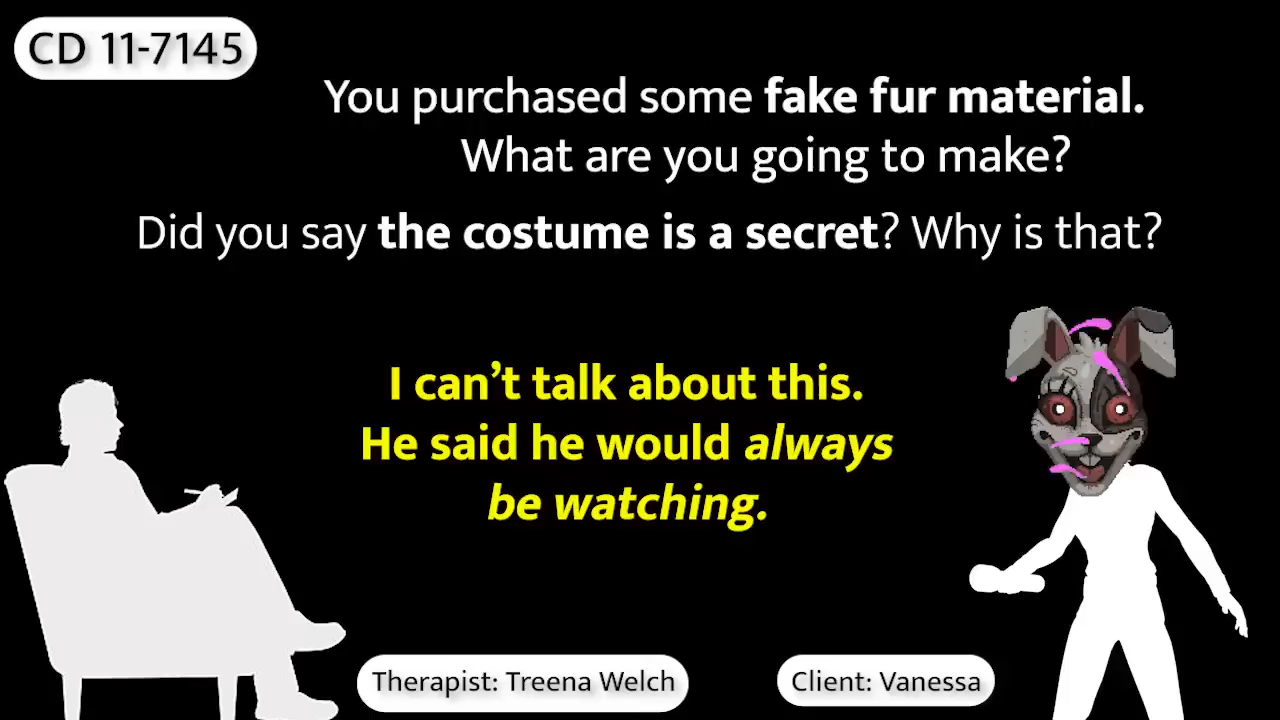 CD 11-7145
You purchased some fake fur material.
What are you going to make?
Did you say the costume is a secret? Why is that?
I can’t talk about this.
He said he would always
be watching.
Therapist: Treena Welch
Client: Vanessa